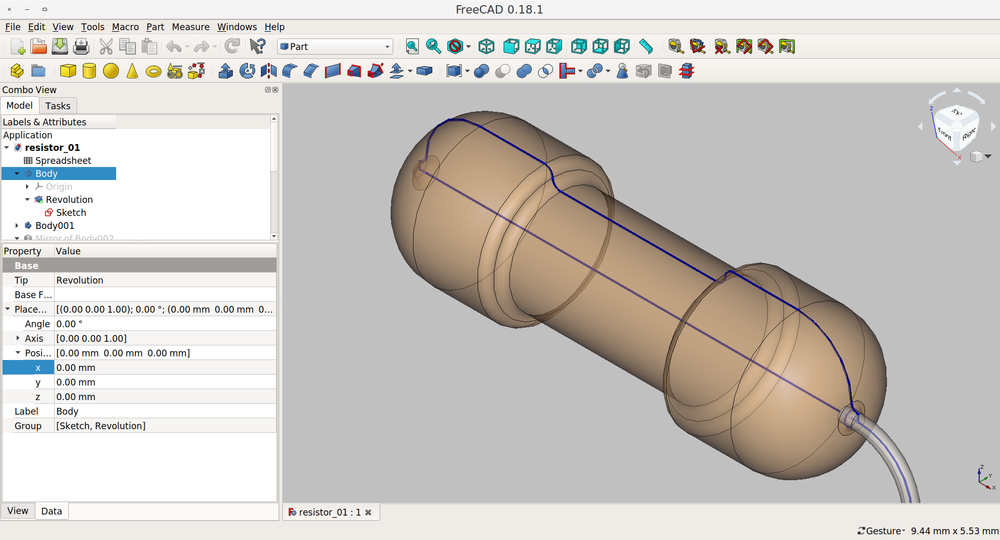 FreeCAD 0.18.1
File Edit View Tools Macro Part Measure Windows Help
Part
Combo View
Model Tasks
Labels & Attributes
Application
resistor_01
Spreadsheet
Body
Origin
Revolution
Sketch
Body001
Mirror of Body002
Property Value
Base
Tip Revolution
Base F...
Place... [(0.00 0.00 1.00); 0.00 °; (0.00 mm 0.00 mm 0...
Angle 0.00 °
Axis [0.00 0.00 1.00]
Posi... [0.00 mm 0.00 mm 0.00 mm]
x 0.00 mm
y 0.00 mm
z 0.00 mm
Label Body
Group [Sketch, Revolution]
View Data
Z
Front
Right
X
Z
Y
X
resistor_01 : 1
Gesture 9.44 mm x 5.53 mm